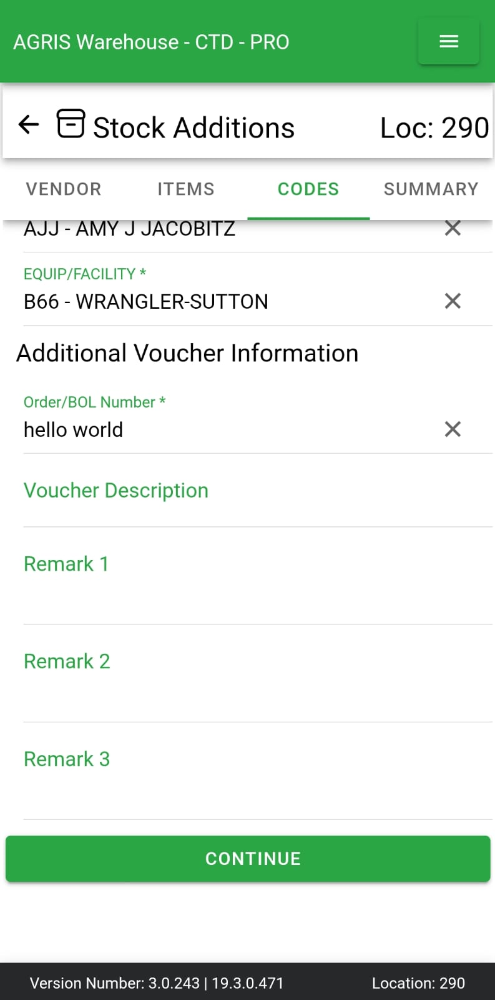 AGRIS Warehouse - CTD - PRO
Stock Additions Loc: 290
VENDOR ITEMS CODES SUMMARY
AJJ - AMY J JACOBITZ
EQUIP/FACILITY *
B66 - WRANGLER-SUTTON
Additional Voucher Information
Order/BOL Number *
hello world
Voucher Description
Remark 1
Remark 2
Remark 3
CONTINUE
Version Number: 3.0.243 | 19.3.0.471 Location: 290